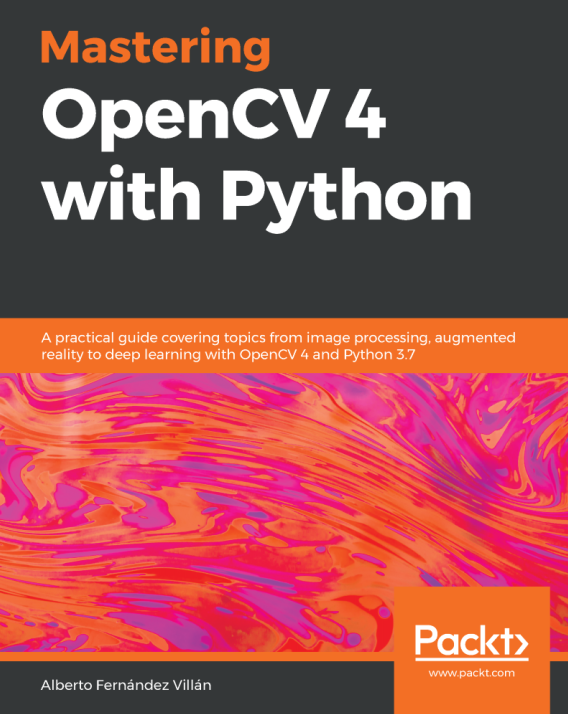 Mastering
OpenCV 4
with Python
A practical guide covering topics from image processing, augmented
reality to deep learning with OpenCV 4 and Python 3.7
Packt>
www.packt.com
Alberto Fernández Villán